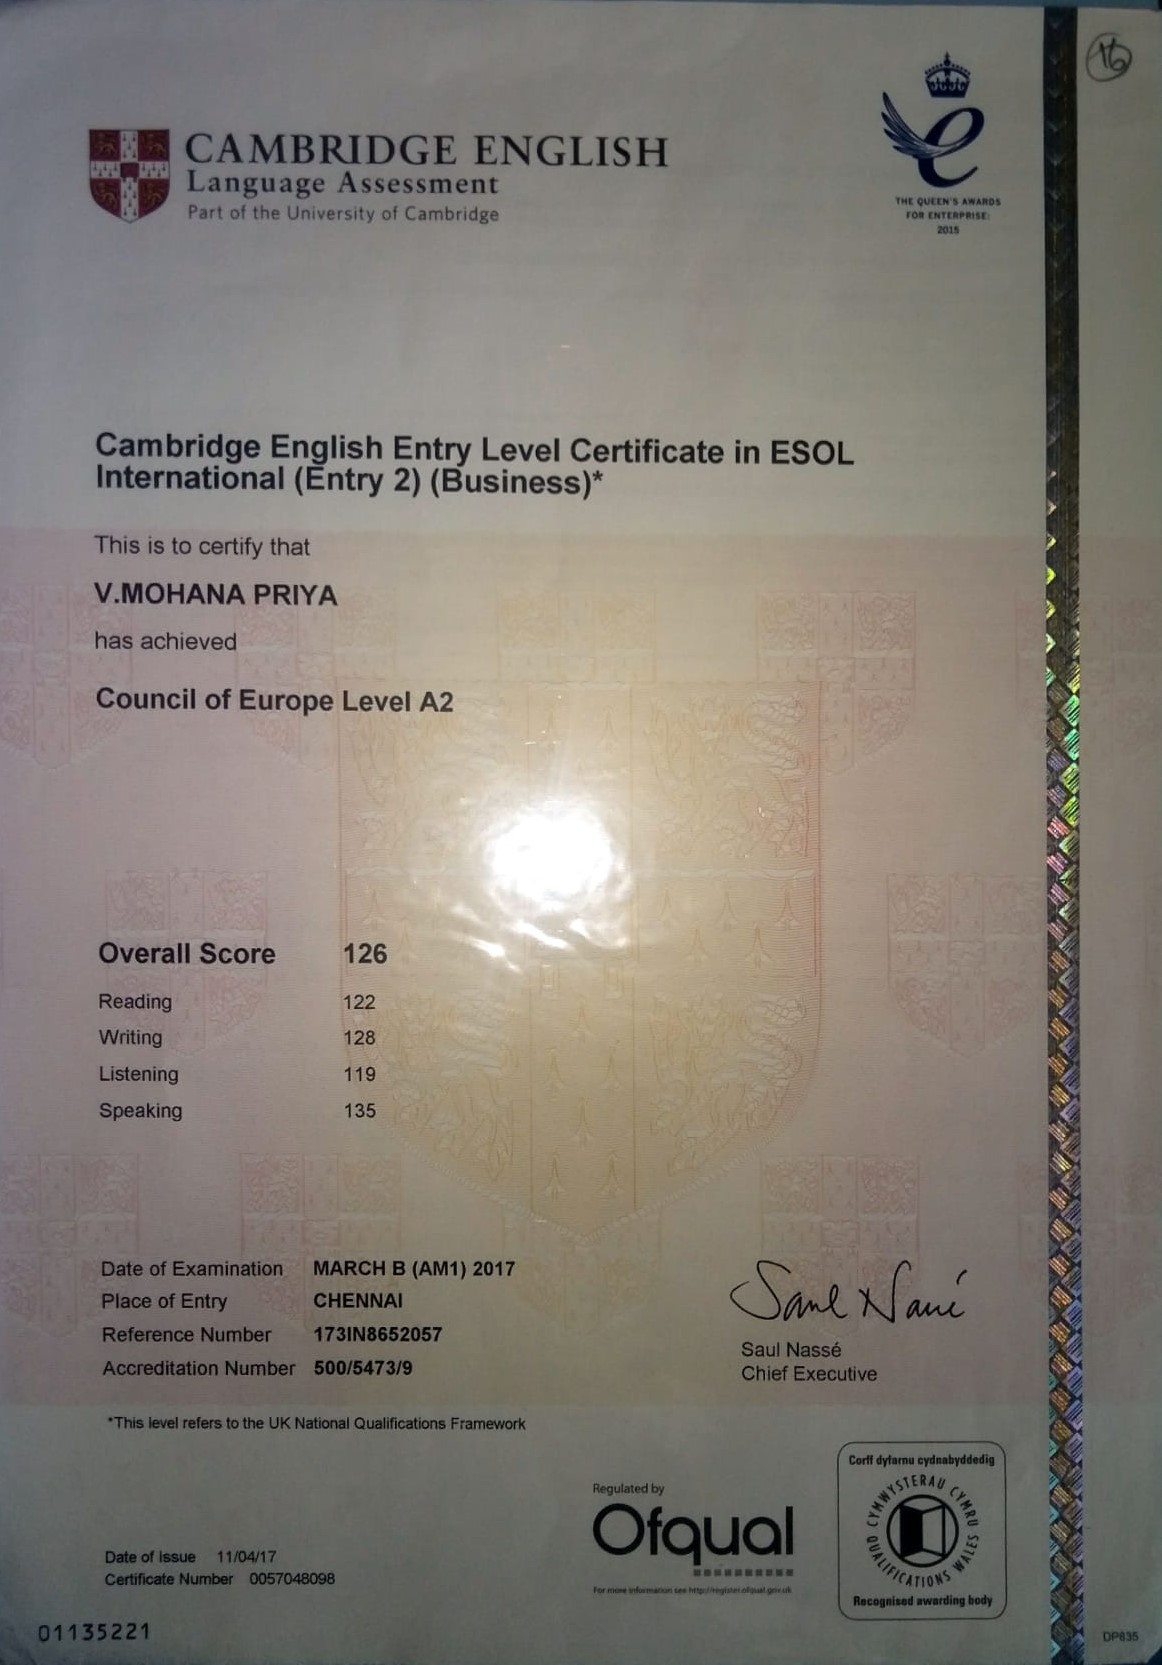 16
CAMBRIDGE ENGLISH
Language Assessment
Part of the University of Cambridge
THE QUEEN'S AWARDS
FOR ENTERPRISE:
2015
Cambridge English Entry Level Certificate in ESOL
International (Entry 2) (Business)*
This is to certify that
V.MOHANA PRIYA
has achieved
Council of Europe Level A2
Overall Score 126
Reading 122
Writing 128
Listening 119
Speaking 135
Date of Examination MARCH B (AM1) 2017
Place of Entry CHENNAI
Reference Number 173IN8652057
Accreditation Number 500/5473/9
*This level refers to the UK National Qualifications Framework
Saul Nassé
Saul Nassé
Chief Executive
Regulated by
Ofqual
For more information see http://register.ofqual.gov.uk
Corff dyfarnu cydnabyddedig
CYMWYSTERAU CYMRU
QUALIFICATIONS WALES
Recognised awarding body
Date of Issue 11/04/17
Certificate Number 0057048098
01135221
DP635